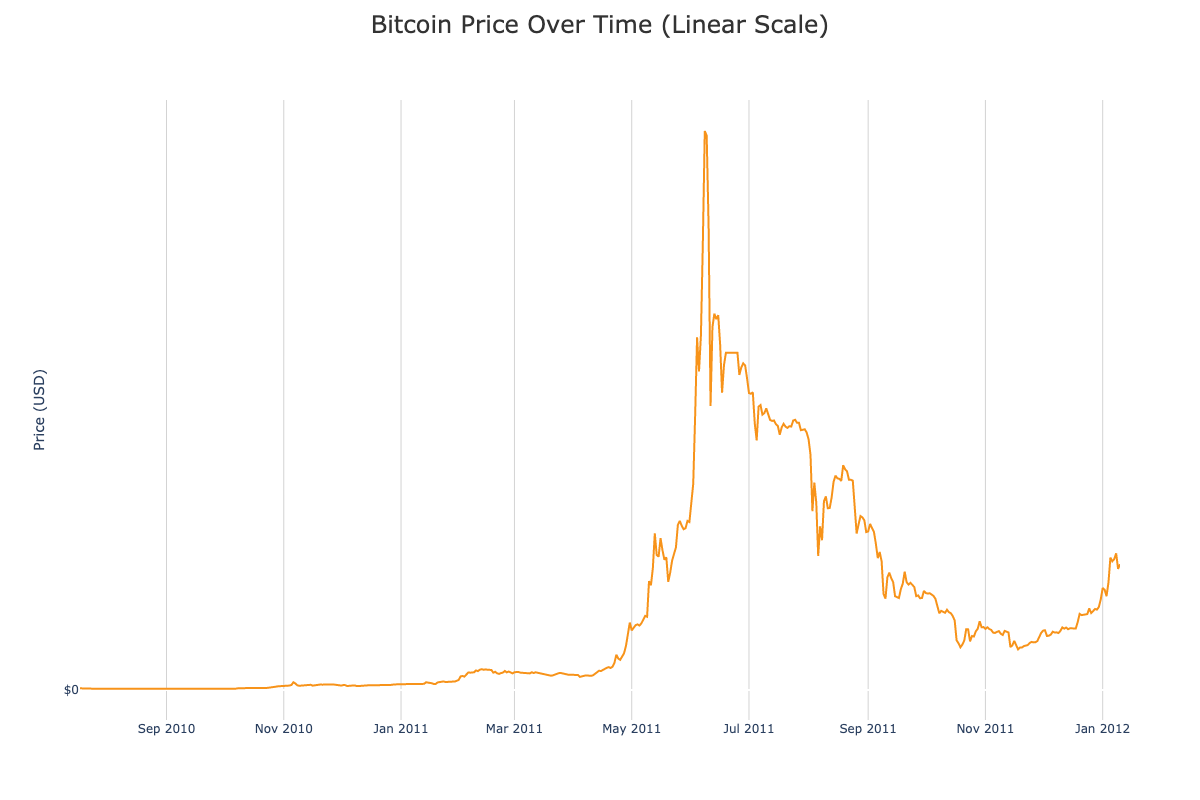 Bitcoin Price Over Time (Linear Scale)
Price (USD)
$0
Sep 2010
Nov 2010
Jan 2011
Mar 2011
May 2011
Jul 2011
Sep 2011
Nov 2011
Jan 2012